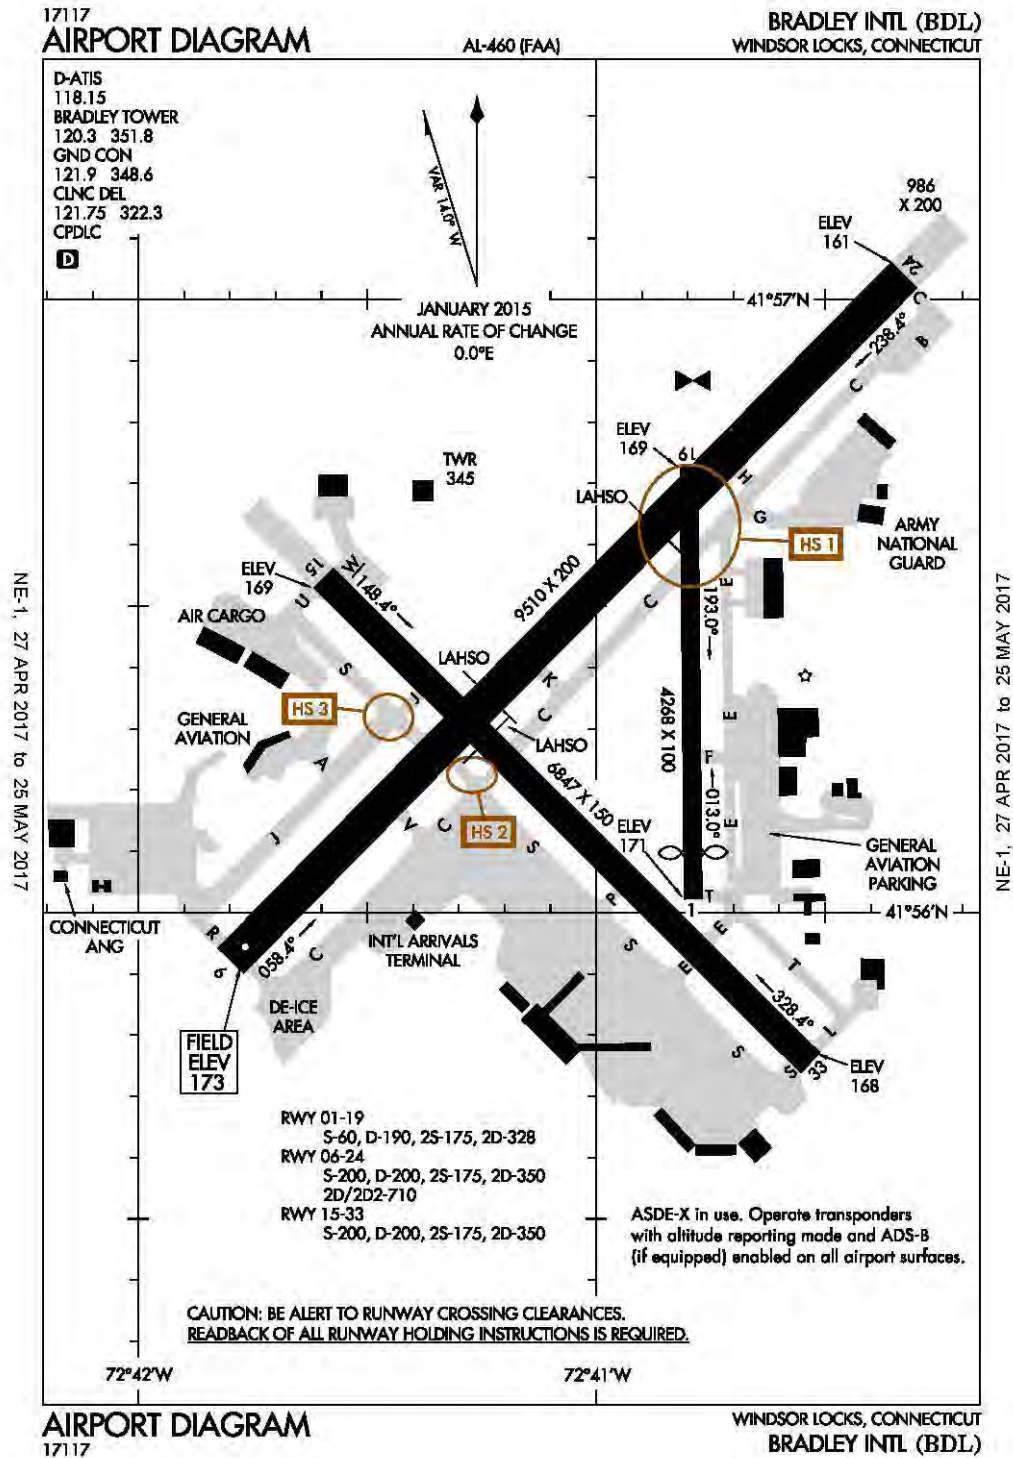 17117
AIRPORT DIAGRAM
AL-460 (FAA)
BRADLEY INTL (BDL)
WINDSOR LOCKS, CONNECTICUT
D-ATIS
118.15
BRADLEY TOWER
120.3 351.8
GND CON
121.9 348.6
CLNC DEL
121.75 322.3
CPDLC
D
VAR 14.0° W
JANUARY 2015
ANNUAL RATE OF CHANGE
0.0°E
986
X 200
ELEV
161
24
41°57'N
C
B
238.4°
C
ELEV
169
19
H
LAHSO
G
HS 1
ARMY
NATIONAL
GUARD
TWR
345
W
15
ELEV
169
148.4°
U
AIR CARGO
9510 X 200
C
E
193.0°
LAHSO
S
J
K
C
HS 3
GENERAL
AVIATION
A
LAHSO
4268 X 100
E
F
013.0°
E
6847 X 150
HS 2
V
C
C
S
J
ELEV
171
GENERAL
AVIATION
PARKING
P
1
T
41°56'N
CONNECTICUT
ANG
R
6
058.4°
C
INT'L ARRIVALS
TERMINAL
S
E
E
T
328.4°
L
DE-ICE
AREA
FIELD
ELEV
173
S
S
33
ELEV
168
RWY 01-19
S-60, D-190, 2S-175, 2D-328
RWY 06-24
S-200, D-200, 2S-175, 2D-350
2D/2D2-710
RWY 15-33
S-200, D-200, 2S-175, 2D-350
ASDE-X in use. Operate transponders
with altitude reporting mode and ADS-B
(if equipped) enabled on all airport surfaces.
CAUTION: BE ALERT TO RUNWAY CROSSING CLEARANCES.
READBACK OF ALL RUNWAY HOLDING INSTRUCTIONS IS REQUIRED.
72°42'W
72°41'W
NE-1, 27 APR 2017 to 25 MAY 2017
NE-1, 27 APR 2017 to 25 MAY 2017
AIRPORT DIAGRAM
17117
WINDSOR LOCKS, CONNECTICUT
BRADLEY INTL (BDL)